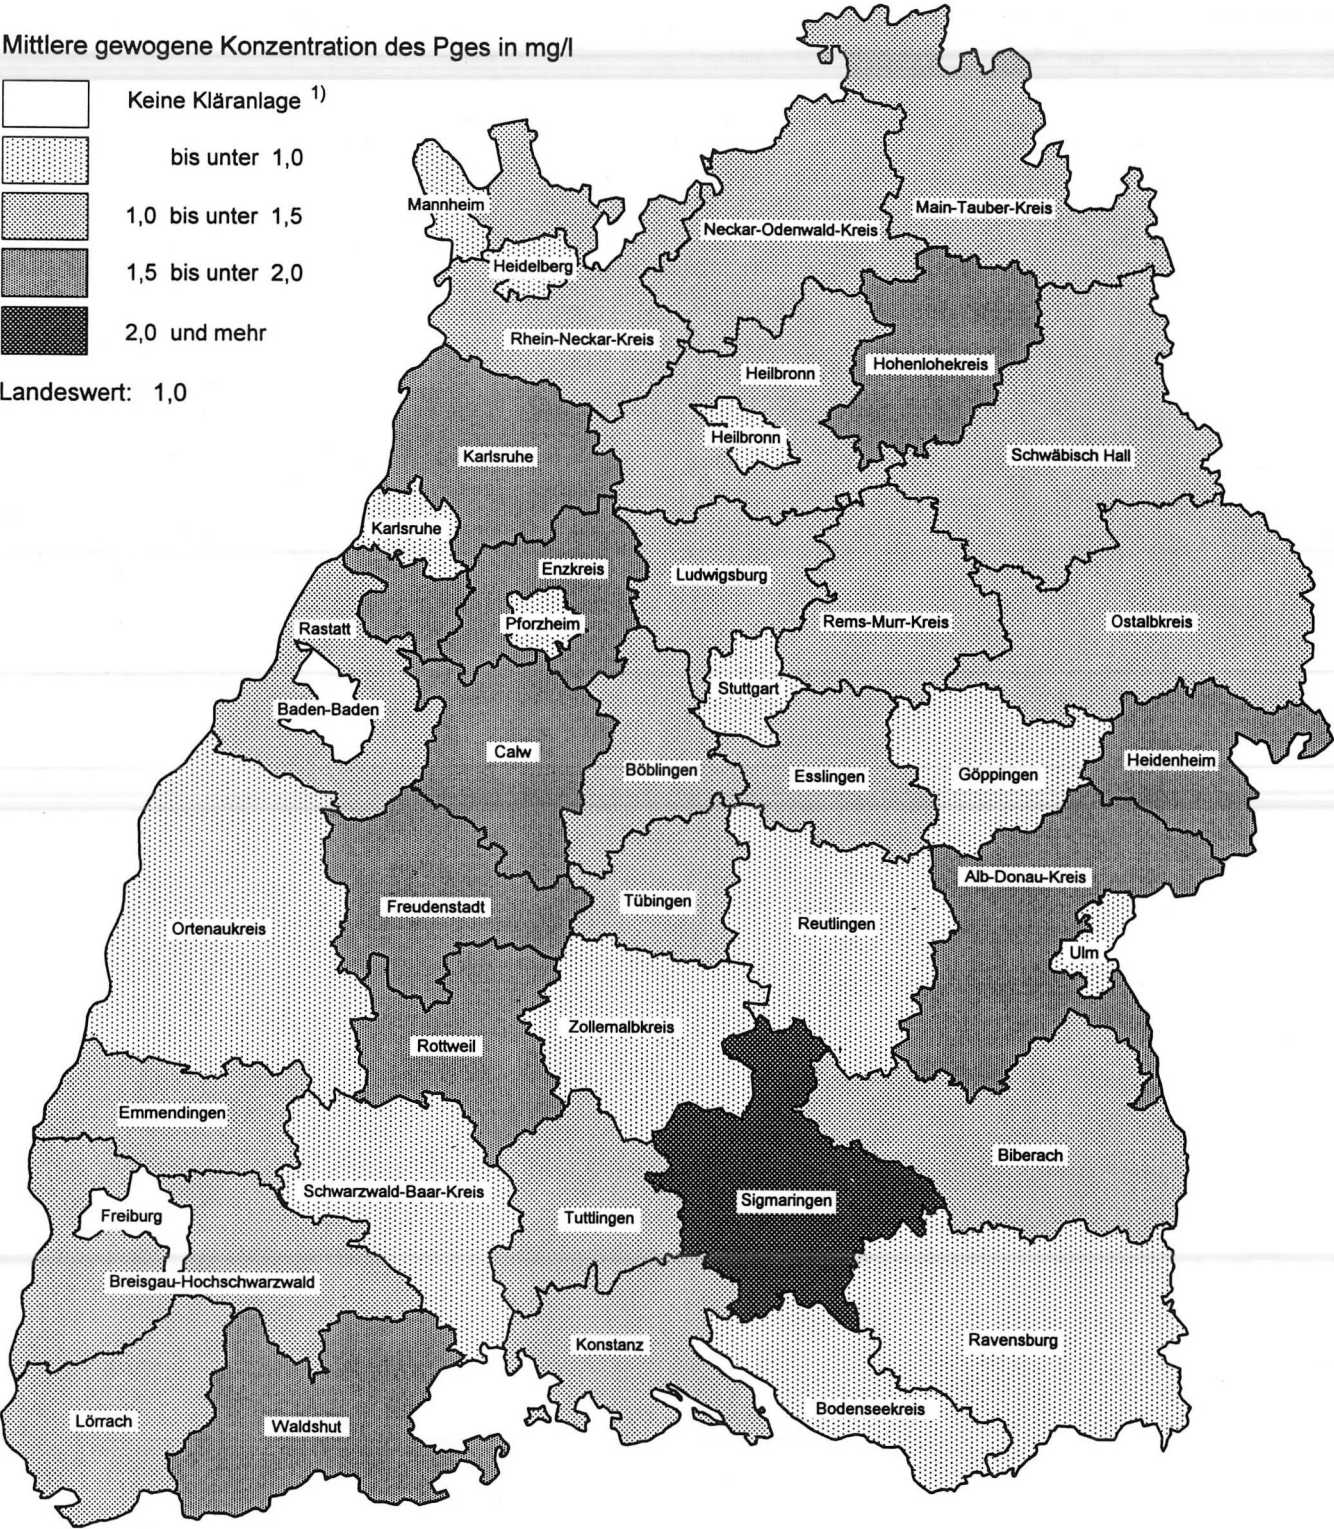 Mittlere gewogene Konzentration des Pges in mg/l
Keine Kläranlage 1)
bis unter 1,0
1,0 bis unter 1,5
1,5 bis unter 2,0
2,0 und mehr
Landeswert: 1,0
Mannheim
Main-Tauber-Kreis
Neckar-Odenwald-Kreis
Heidelberg
Rhein-Neckar-Kreis
Hohenlohekreis
Heilbronn
Heilbronn
Schwäbisch Hall
Karlsruhe
Karlsruhe
Enzkreis
Ludwigsburg
Pforzheim
Rems-Murr-Kreis
Ostalbkreis
Rastatt
Stuttgart
Baden-Baden
Calw
Böblingen
Esslingen
Göppingen
Heidenheim
Alb-Donau-Kreis
Tübingen
Freudenstadt
Reutlingen
Ortenaukreis
Ulm
Zollernalbkreis
Rottweil
Emmendingen
Biberach
Schwarzwald-Baar-Kreis
Sigmaringen
Freiburg
Tuttlingen
Breisgau-Hochschwarzwald
Ravensburg
Konstanz
Bodenseekreis
Lörrach
Waldshut